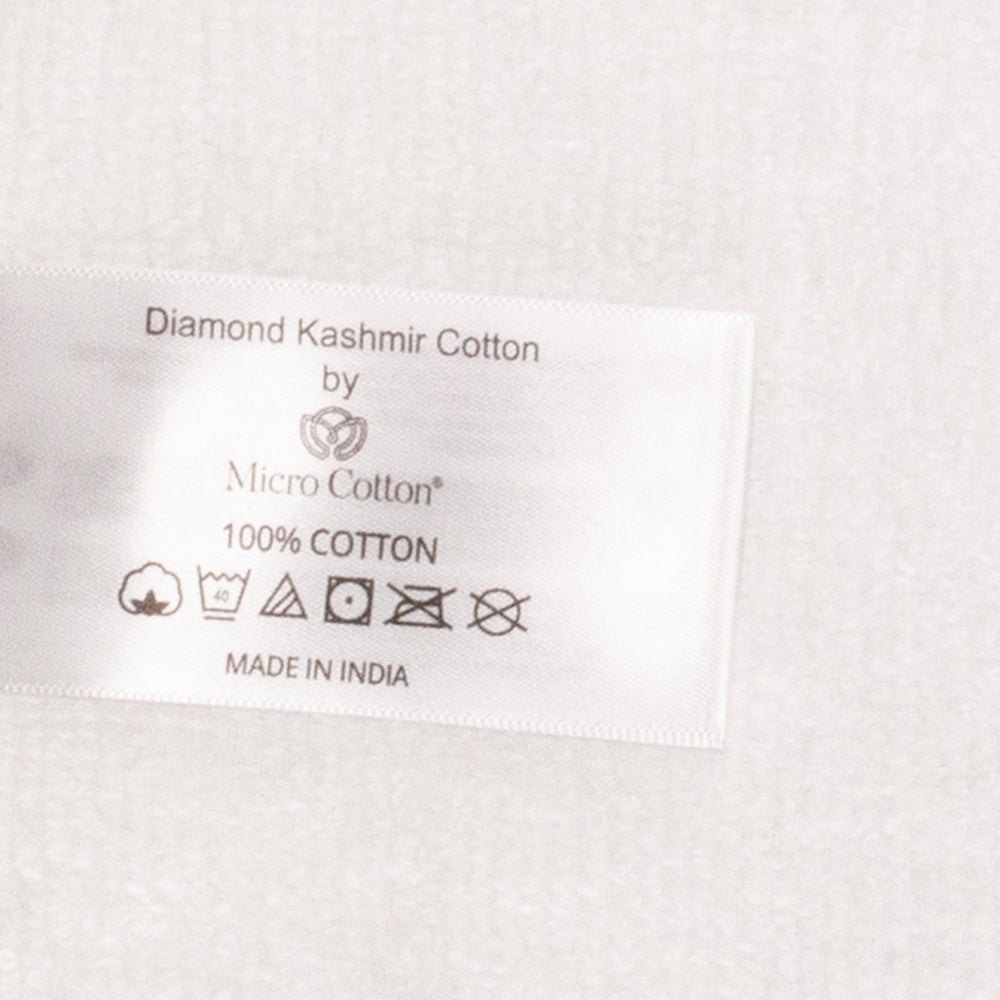 Diamond Kashmir Cotton
by
Micro Cotton®
100% COTTON
40
MADE IN INDIA